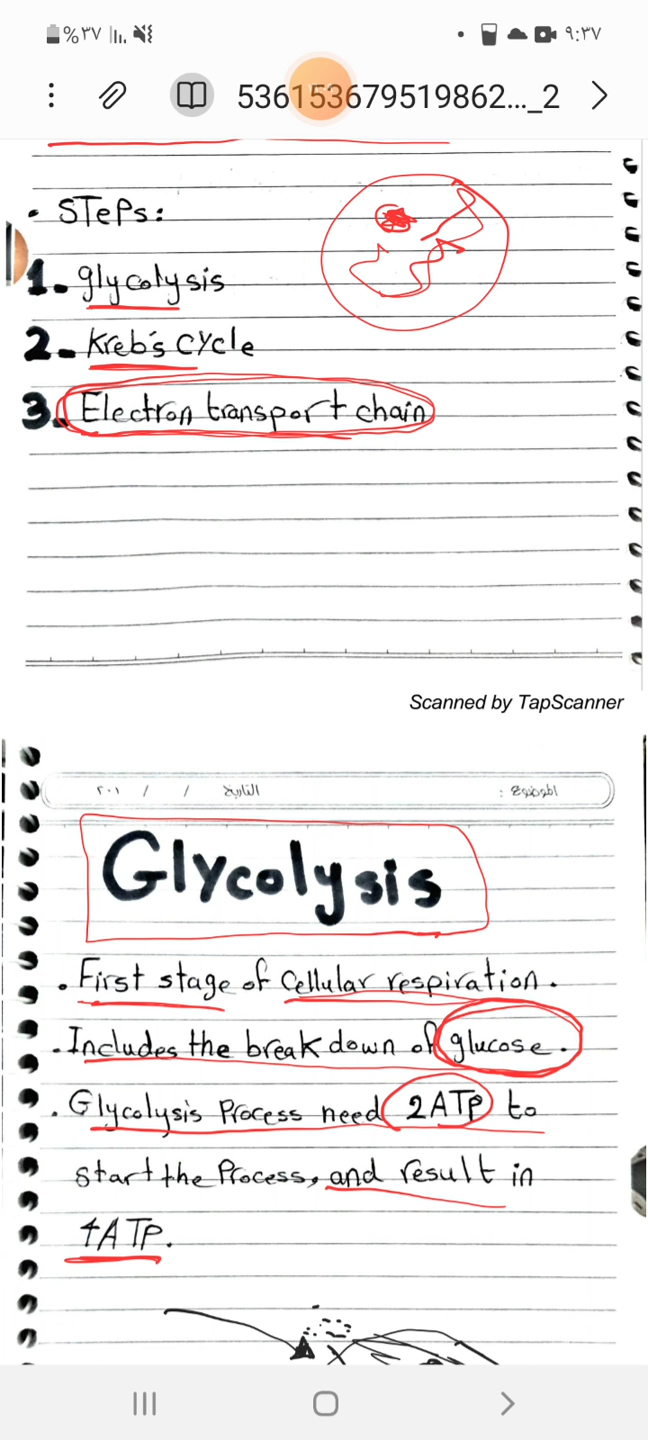 %٣٧ ٩:٣٧
536153679519862..._2
• STePs:
1. glycolysis
2. Kreb's cycle
3. Electron transport chain
Scanned by TapScanner
الموضوع : التاريخ / / ٢٠١
Glycolysis
. First stage of cellular respiration.
. Includes the break down of glucose.
. Glycolysis Process need 2ATP to
start the Process, and result in
4ATP.